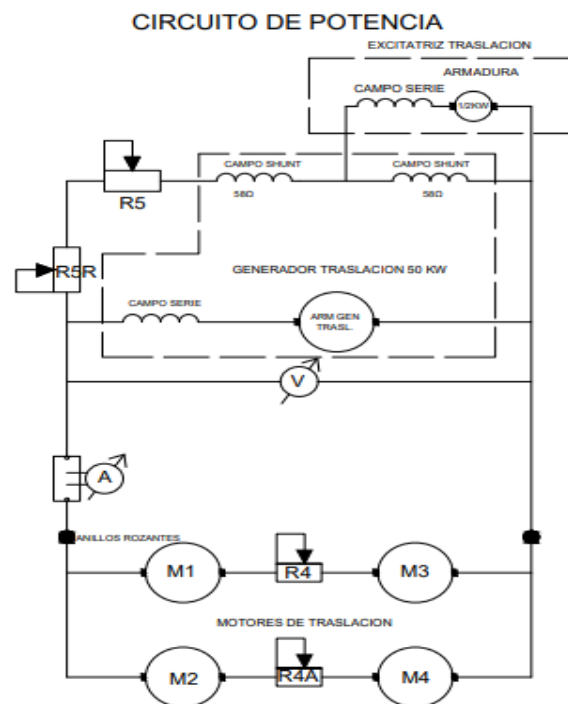 CIRCUITO DE POTENCIA
EXCITATRIZ TRASLACION
ARMADURA
CAMPO SERIE
1/2KW
CAMPO SHUNT
CAMPO SHUNT
58Ω
58Ω
R5
R5R
GENERADOR TRASLACION 50 KW
CAMPO SERIE
ARM GEN
TRASL.
V
A
ANILLOS ROZANTES
M1
R4
M3
MOTORES DE TRASLACION
M2
R4A
M4